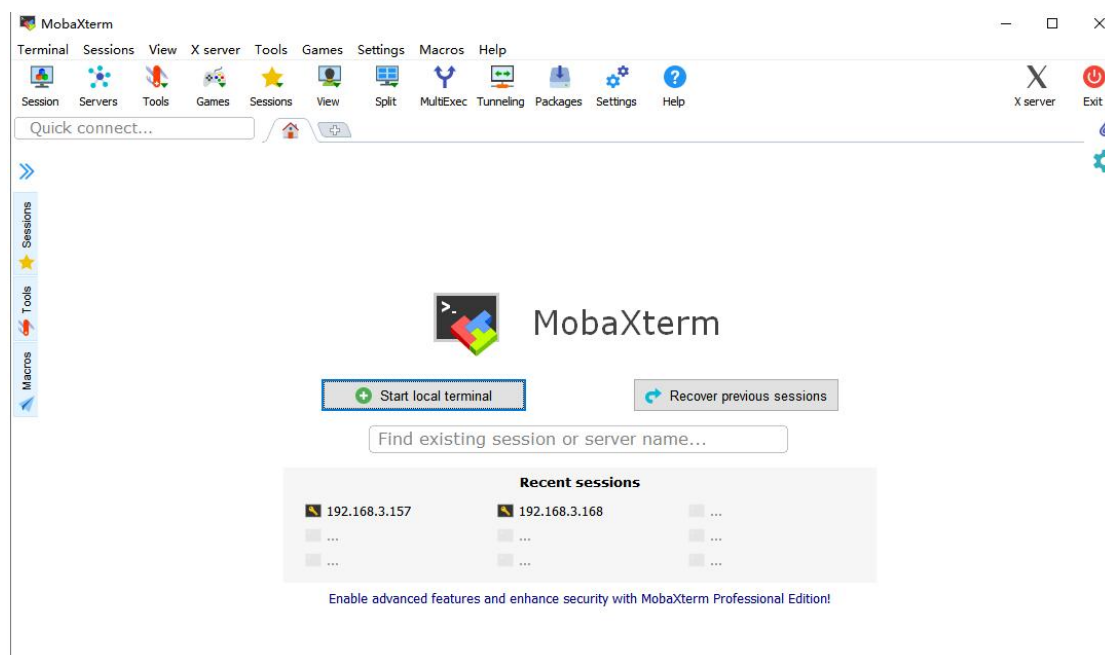 MobaXterm
Terminal Sessions View X server Tools Games Settings Macros Help
Session Servers Tools Games Sessions View Split MultiExec Tunneling Packages Settings Help X server Exit
Quick connect...
Sessions
Tools
Macros
>_
MobaXterm
Start local terminal Recover previous sessions
Find existing session or server name...
Recent sessions
192.168.3.157 192.168.3.168 ...
... ... ...
... ... ...
Enable advanced features and enhance security with MobaXterm Professional Edition!